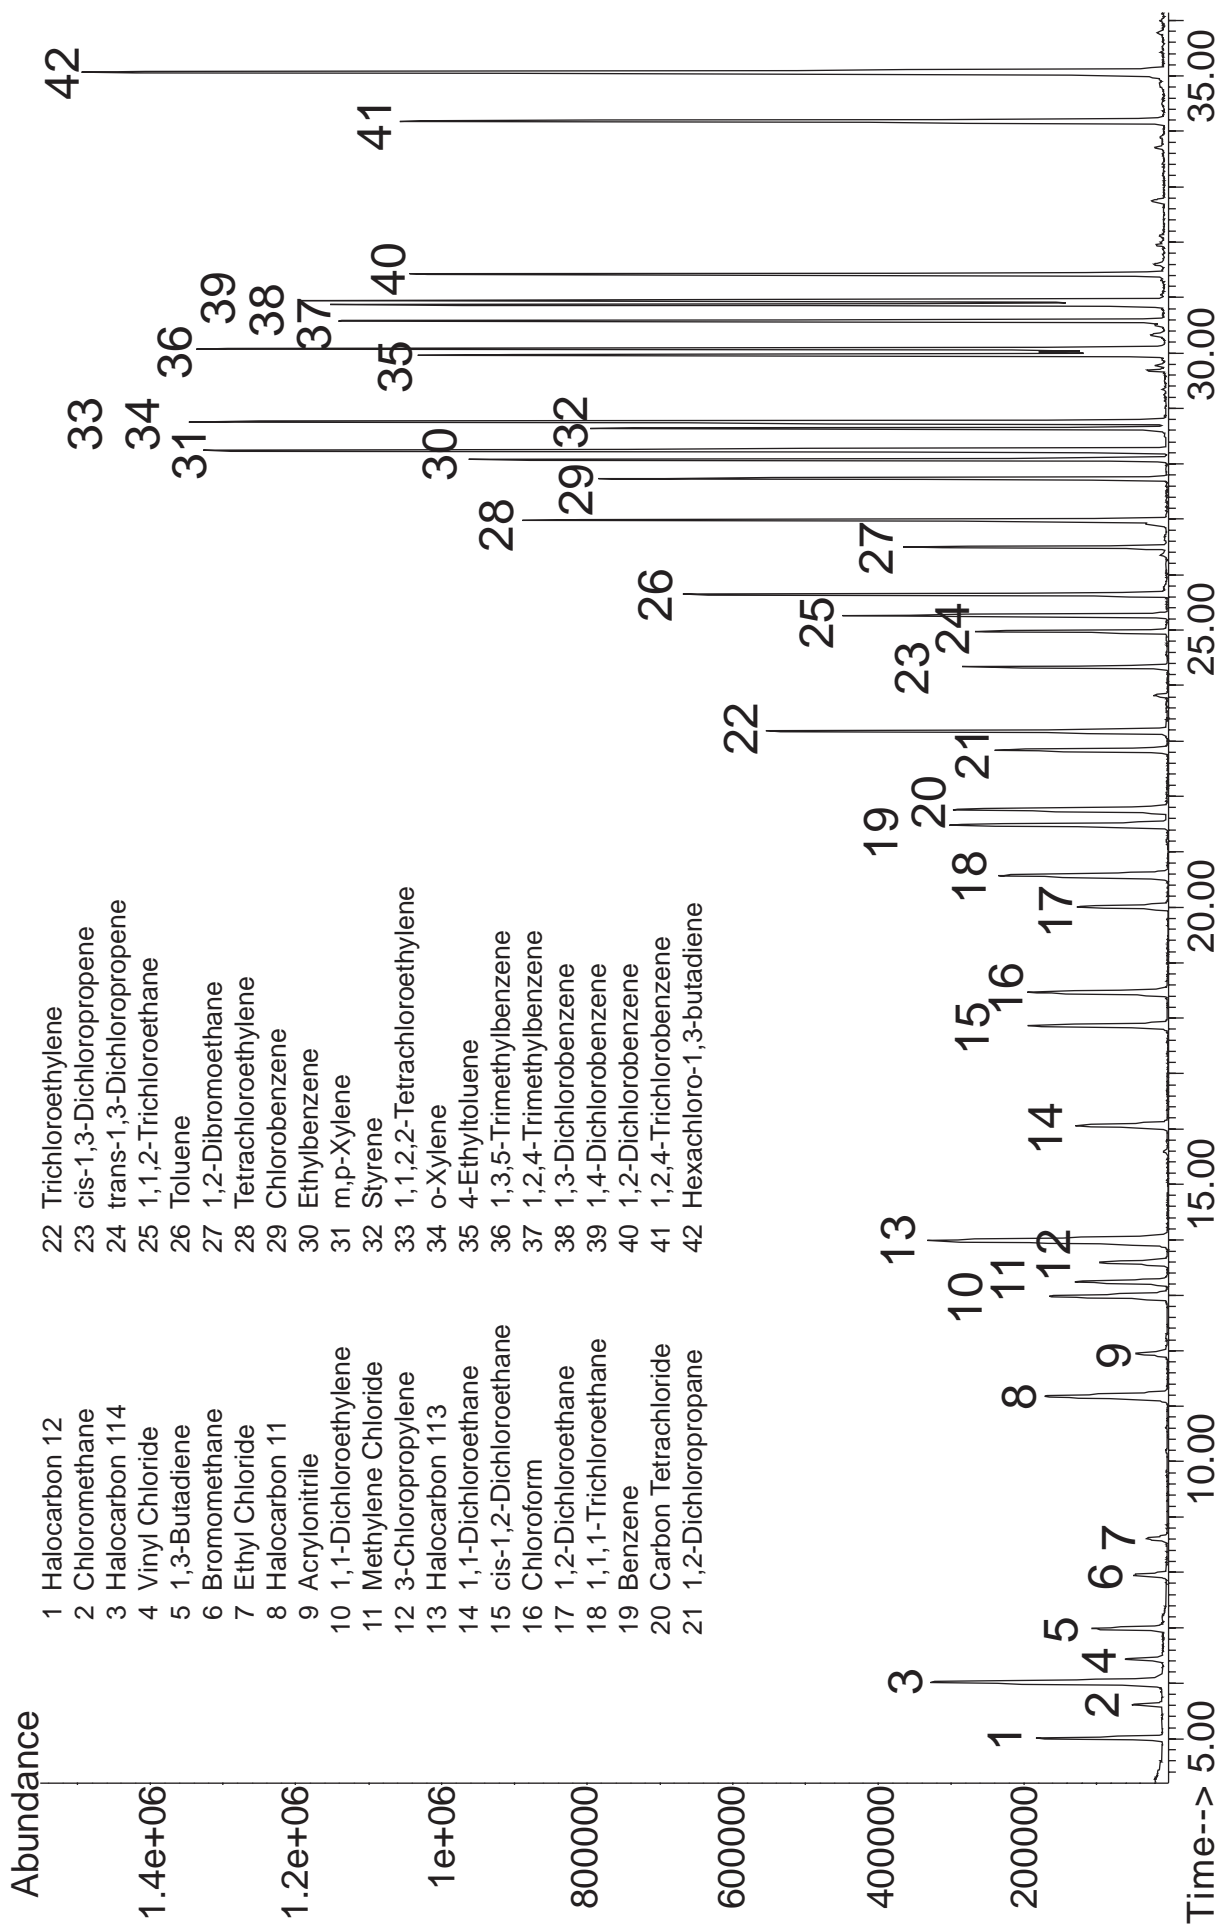 Abundance
1.4e+06
1.2e+06
1e+06
800000
600000
400000
200000
Time--->
5.00
10.00
15.00
20.00
25.00
30.00
35.00
1 Halocarbon 12
2 Chloromethane
3 Halocarbon 114
4 Vinyl Chloride
5 1,3-Butadiene
6 Bromomethane
7 Ethyl Chloride
8 Halocarbon 11
9 Acrylonitrile
10 1,1-Dichloroethylene
11 Methylene Chloride
12 3-Chloropropylene
13 Halocarbon 113
14 1,1-Dichloroethane
15 cis-1,2-Dichloroethane
16 Chloroform
17 1,2-Dichloroethane
18 1,1,1-Trichloroethane
19 Benzene
20 Carbon Tetrachloride
21 1,2-Dichloropropane
22 Trichloroethylene
23 cis-1,3-Dichloropropene
24 trans-1,3-Dichloropropene
25 1,1,2-Trichloroethane
26 Toluene
27 1,2-Dibromoethane
28 Tetrachloroethylene
29 Chlorobenzene
30 Ethylbenzene
31 m,p-Xylene
32 Styrene
33 1,1,2,2-Tetrachloroethylene
34 o-Xylene
35 4-Ethyltoluene
36 1,3,5-Trimethylbenzene
37 1,2,4-Trimethylbenzene
38 1,3-Dichlorobenzene
39 1,4-Dichlorobenzene
40 1,2-Dichlorobenzene
41 1,2,4-Trichlorobenzene
42 Hexachloro-1,3-butadiene
1
2
3
4
5
6
7
8
9
10
11
12
13
14
15
16
17
18
19
20
21
22
23
24
25
26
27
28
29
30
31
32
33
34
35
36
37
38
39
40
41
42